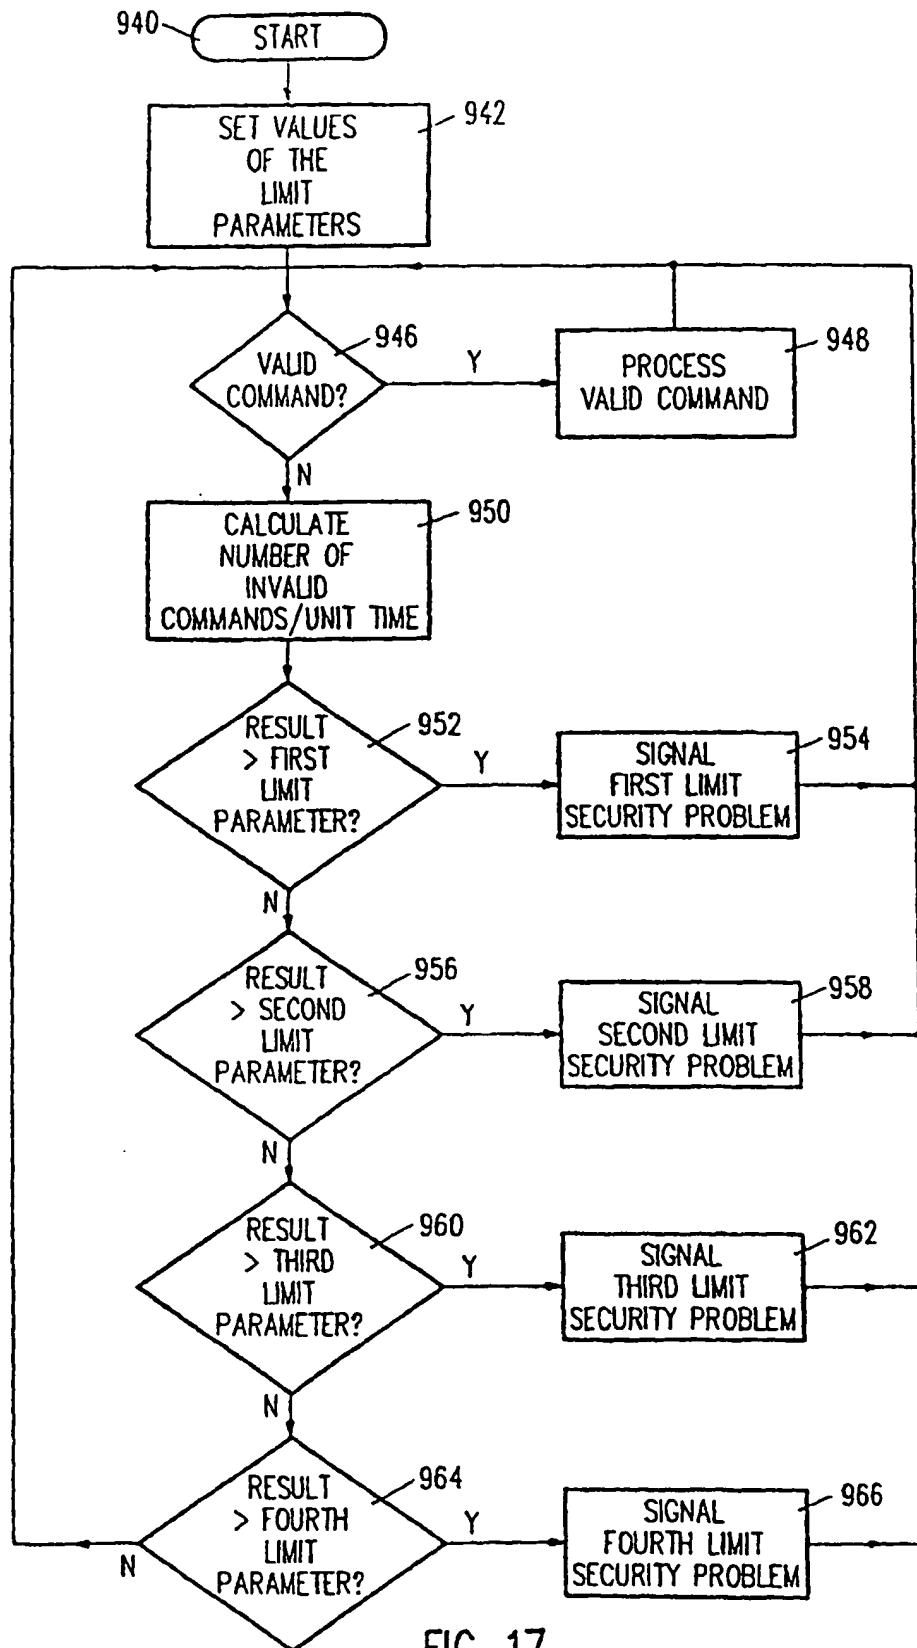 940
START
942
SET VALUES
OF THE
LIMIT
PARAMETERS
946
VALID
COMMAND?
Y
948
PROCESS
VALID COMMAND
N
950
CALCULATE
NUMBER OF
INVALID
COMMANDS/UNIT TIME
952
RESULT
> FIRST
LIMIT
PARAMETER?
Y
954
SIGNAL
FIRST LIMIT
SECURITY PROBLEM
N
956
RESULT
> SECOND
LIMIT
PARAMETER?
Y
958
SIGNAL
SECOND LIMIT
SECURITY PROBLEM
N
960
RESULT
> THIRD
LIMIT
PARAMETER?
Y
962
SIGNAL
THIRD LIMIT
SECURITY PROBLEM
N
964
RESULT
> FOURTH
LIMIT
PARAMETER?
Y
966
SIGNAL
FOURTH LIMIT
SECURITY PROBLEM
N
FIG. 17